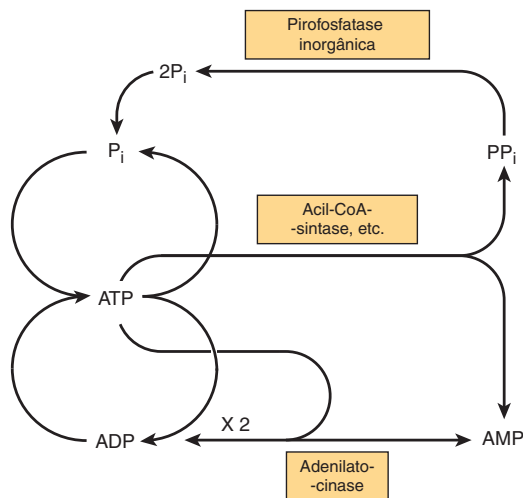 Pirofosfatase
inorgânica
2Pi
Pi
PPi
Acil-CoA-
-sintase, etc.
ATP
X 2
ADP
AMP
Adenilato-
-cinase